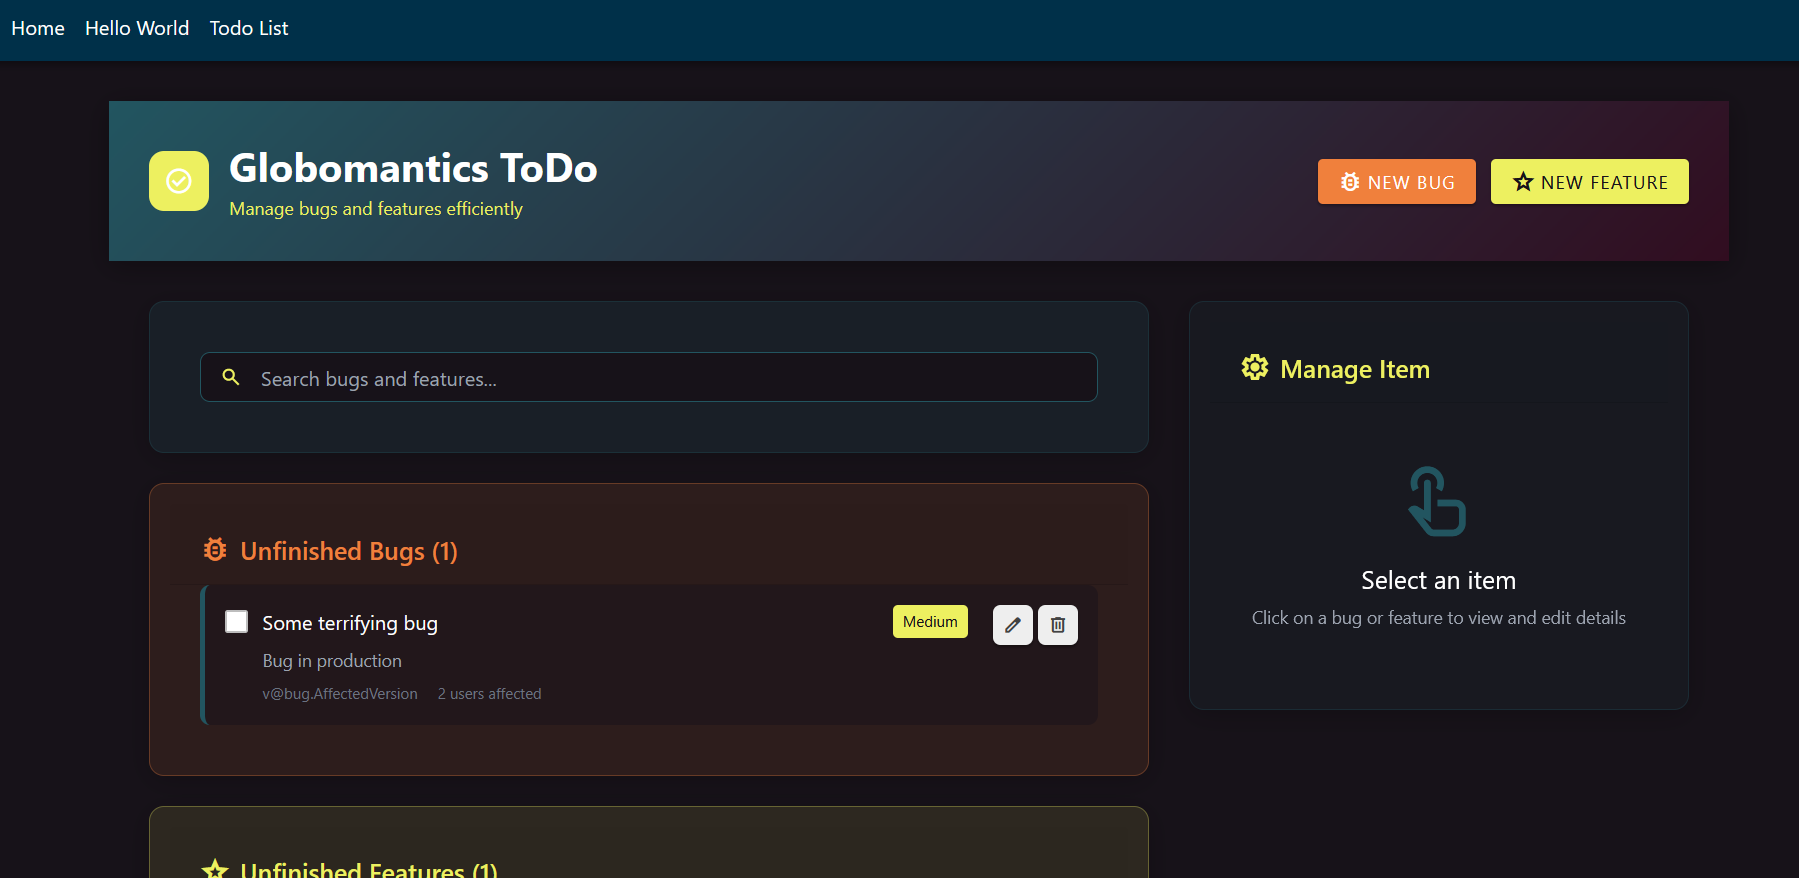 Home Hello World Todo List
Globomantics ToDo
Manage bugs and features efficiently
NEW BUG
NEW FEATURE
Search bugs and features...
Unfinished Bugs (1)
Some terrifying bug
Medium
Bug in production
v@bug.AffectedVersion 2 users affected
Unfinished Features (1)
Manage Item
Select an item
Click on a bug or feature to view and edit details